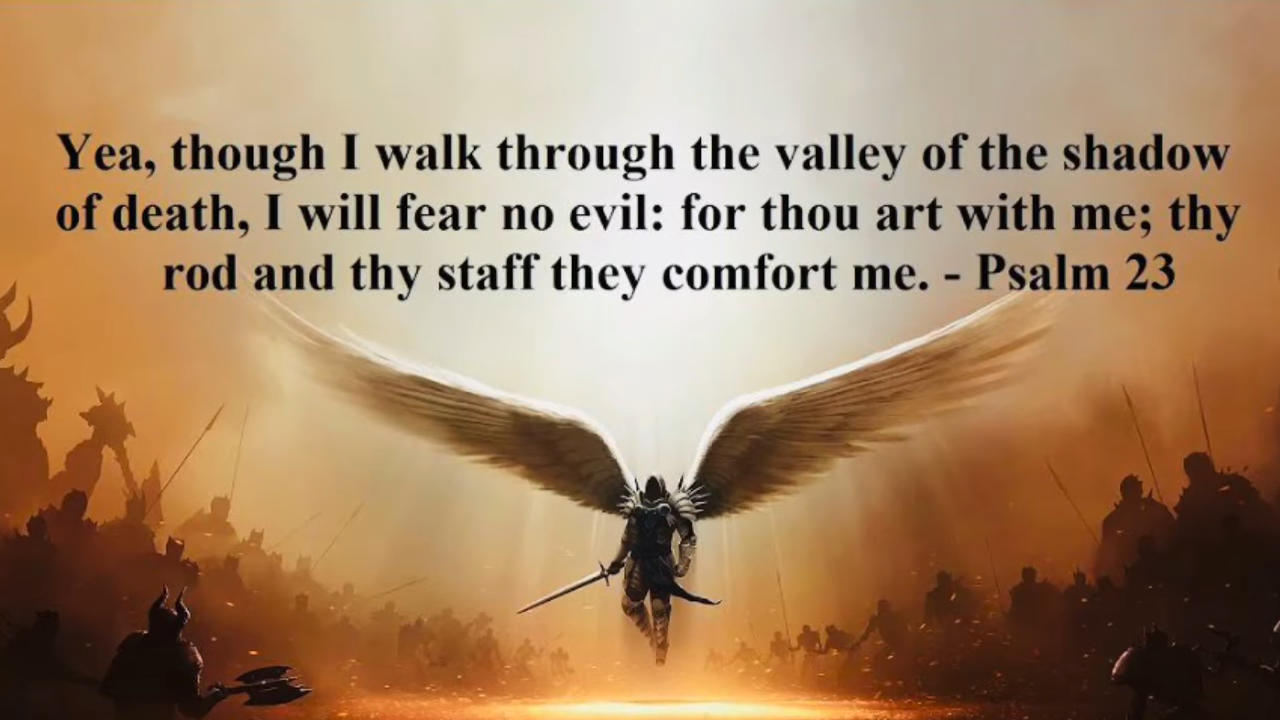 Yea, though I walk through the valley of the shadow
of death, I will fear no evil: for thou art with me; thy
rod and thy staff they comfort me. - Psalm 23